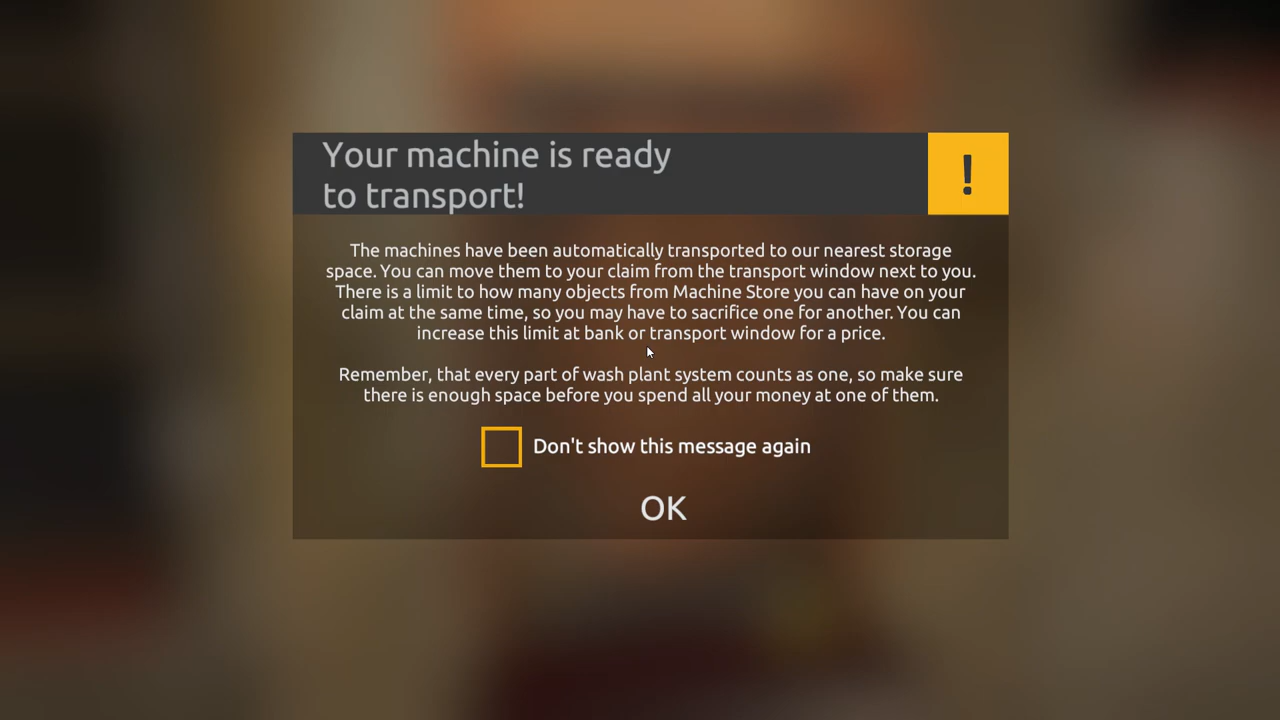 Your machine is ready
to transport!
!
The machines have been automatically transported to our nearest storage
space. You can move them to your claim from the transport window next to you.
There is a limit to how many objects from Machine Store you can have on your
claim at the same time, so you may have to sacrifice one for another. You can
increase this limit at bank or transport window for a price.
Remember, that every part of wash plant system counts as one, so make sure
there is enough space before you spend all your money at one of them.
Don't show this message again
OK